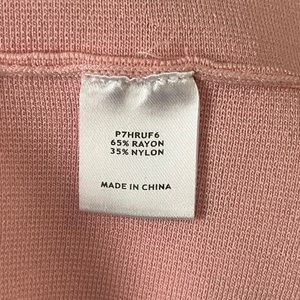 P7HRUF6
65% RAYON
35% NYLON
MADE IN CHINA